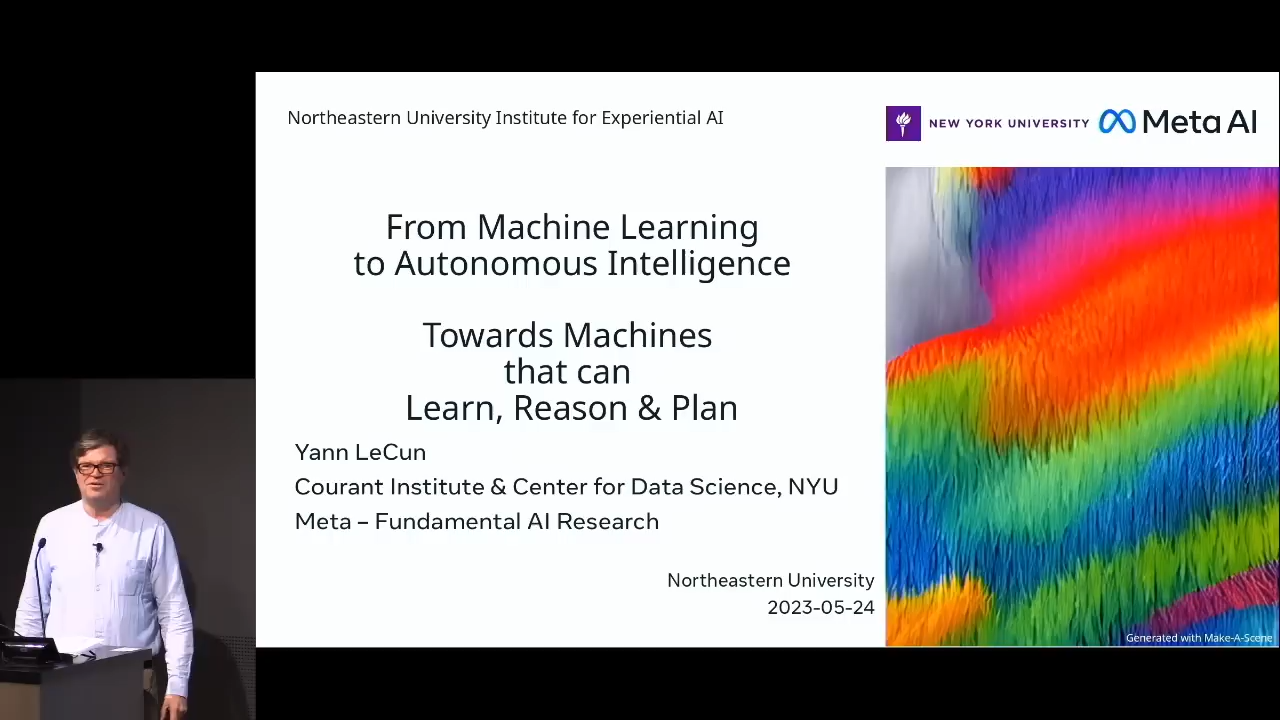 Northeastern University Institute for Experiential AI
NEW YORK UNIVERSITY
Meta AI
From Machine Learning
to Autonomous Intelligence
Towards Machines
that can
Learn, Reason & Plan
Yann LeCun
Courant Institute & Center for Data Science, NYU
Meta – Fundamental AI Research
Northeastern University
2023-05-24
Generated with Make-A-Scene